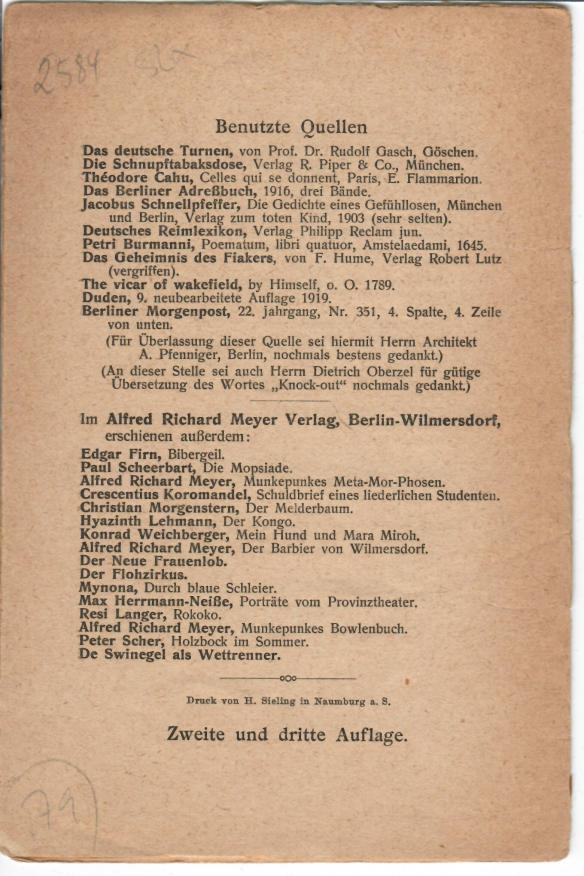 2584
Benutzte Quellen
Das deutsche Turnen, von Prof. Dr. Rudolf Gasch, Göschen.
Die Schnupftabaksdose, Verlag R. Piper & Co., München.
Théodore Cahu, Celles qui se donnent, Paris, E. Flammarion.
Das Berliner Adreßbuch, 1916, drei Bände.
Jacobus Schnellpfeffer, Die Gedichte eines Gefühllosen, München
und Berlin, Verlag zum toten Kind, 1903 (sehr selten).
Deutsches Reimlexikon, Verlag Philipp Reclam jun.
Petri Burmanni, Poematum, libri quatuor, Amstelaedami, 1645.
Das Geheimnis des Fiakers, von F. Hume, Verlag Robert Lutz
(vergriffen).
The vicar of wakefield, by Himself, o. O. 1789.
Duden, 9. neubearbeitete Auflage 1919.
Berliner Morgenpost, 22. jahrgang, Nr. 351, 4. Spalte, 4. Zeile
von unten.
(Für Überlassung dieser Quelle sei hiermit Herrn Architekt
A. Pfenniger, Berlin, nochmals bestens gedankt.)
(An dieser Stelle sei auch Herrn Dietrich Oberzel für gütige
Übersetzung des Wortes „Knock-out“ nochmals gedankt.)
Im Alfred Richard Meyer Verlag, Berlin-Wilmersdorf,
erschienen außerdem:
Edgar Firn, Bibergeil.
Paul Scheerbart, Die Mopsiade.
Alfred Richard Meyer, Munkepunkes Meta-Mor-Phosen.
Crescentius Koromandel, Schuldbrief eines liederlichen Studenten.
Christian Morgenstern, Der Melderbaum.
Hyazinth Lehmann, Der Kongo.
Konrad Weichberger, Mein Hund und Mara Miroh.
Alfred Richard Meyer, Der Barbier von Wilmersdorf.
Der Neue Frauenlob.
Der Flohzirkus.
Mynona, Durch blaue Schleier.
Max Herrmann-Neiße, Porträte vom Provinztheater.
Resi Langer, Rokoko.
Alfred Richard Meyer, Munkepunkes Bowlenbuch.
Peter Scher, Holzbock im Sommer.
De Swinegel als Wettrenner.
Druck von H. Sieling in Naumburg a. S.
Zweite und dritte Auflage.
79